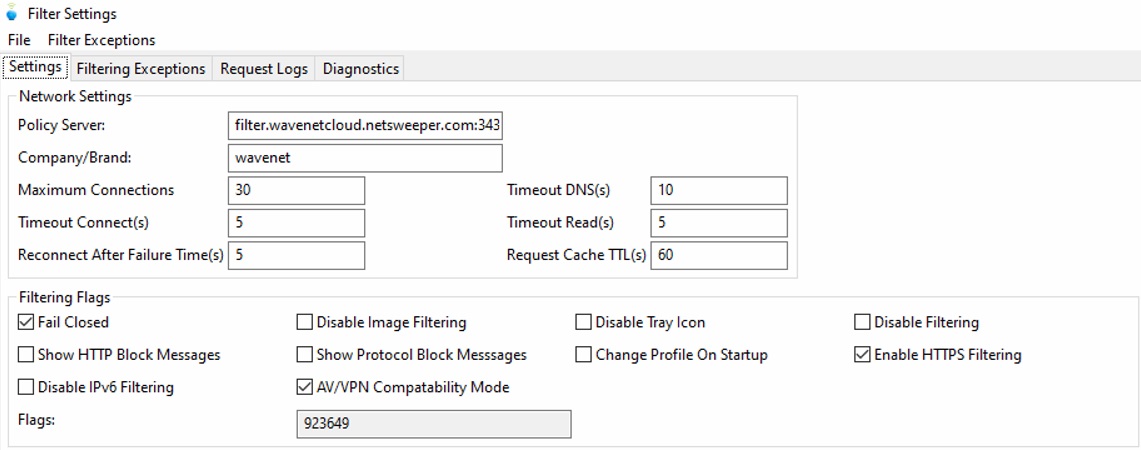 Filter Settings
File Filter Exceptions
Settings Filtering Exceptions Request Logs Diagnostics
Network Settings
Policy Server: filter.wavenetcloud.netsweeper.com:343
Company/Brand: wavenet
Maximum Connections 30 Timeout DNS(s) 10
Timeout Connect(s) 5 Timeout Read(s) 5
Reconnect After Failure Time(s) 5 Request Cache TTL(s) 60
Filtering Flags
Fail Closed Disable Image Filtering Disable Tray Icon Disable Filtering
Show HTTP Block Messages Show Protocol Block Messsages Change Profile On Startup Enable HTTPS Filtering
Disable IPv6 Filtering AV/VPN Compatability Mode
Flags: 923649